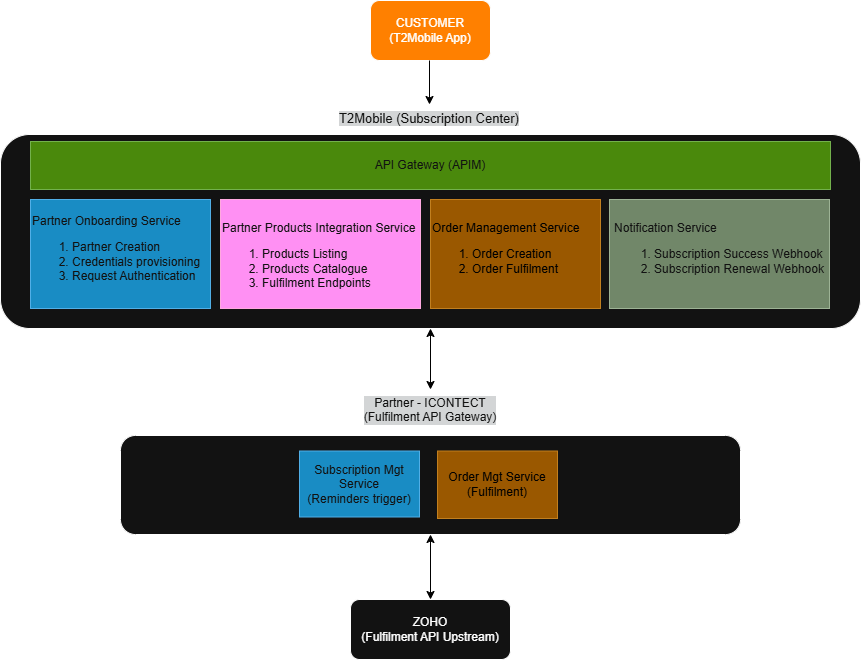 CUSTOMER
(T2Mobile App)
T2Mobile (Subscription Center)
API Gateway (APIM)
Partner Onboarding Service
1. Partner Creation
2. Credentials provisioning
3. Request Authentication
Partner Products Integration Service
1. Products Listing
2. Products Catalogue
3. Fulfilment Endpoints
Order Management Service
1. Order Creation
2. Order Fulfilment
Notification Service
1. Subscription Success Webhook
2. Subscription Renewal Webhook
Partner - ICONTECT
(Fulfilment API Gateway)
Subscription Mgt
Service
(Reminders trigger)
Order Mgt Service
(Fulfilment)
ZOHO
(Fulfilment API Upstream)